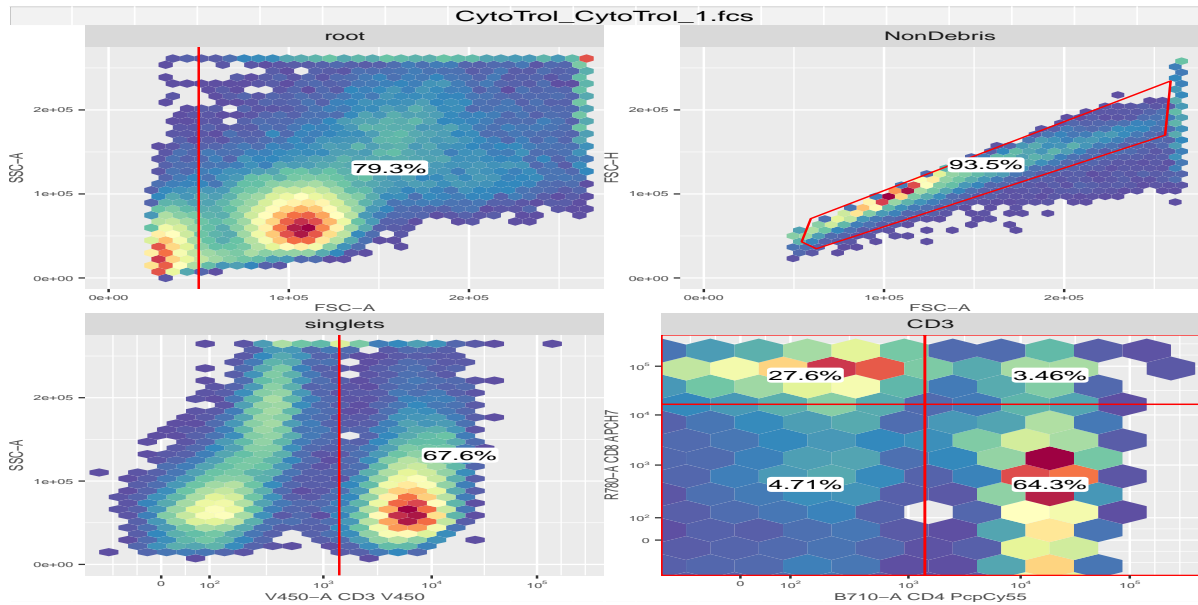 CytoTrol_CytoTrol_1.fcs
root
NonDebris
SSC-A
2e+05
1e+05
0e+00
79.3%
0e+00
1e+05
2e+05
FSC-A
FSC-H
2e+05
1e+05
0e+00
93.5%
0e+00
1e+05
2e+05
FSC-A
singlets
CD3
SSC-A
2e+05
1e+05
0e+00
67.6%
0
10²
10³
10⁴
10⁵
V450-A CD3 V450
R780-A CD8 APCH7
10⁵
10⁴
10³
10²
0
27.6%
3.46%
4.71%
64.3%
0
10²
10³
10⁴
10⁵
B710-A CD4 PcpCy55